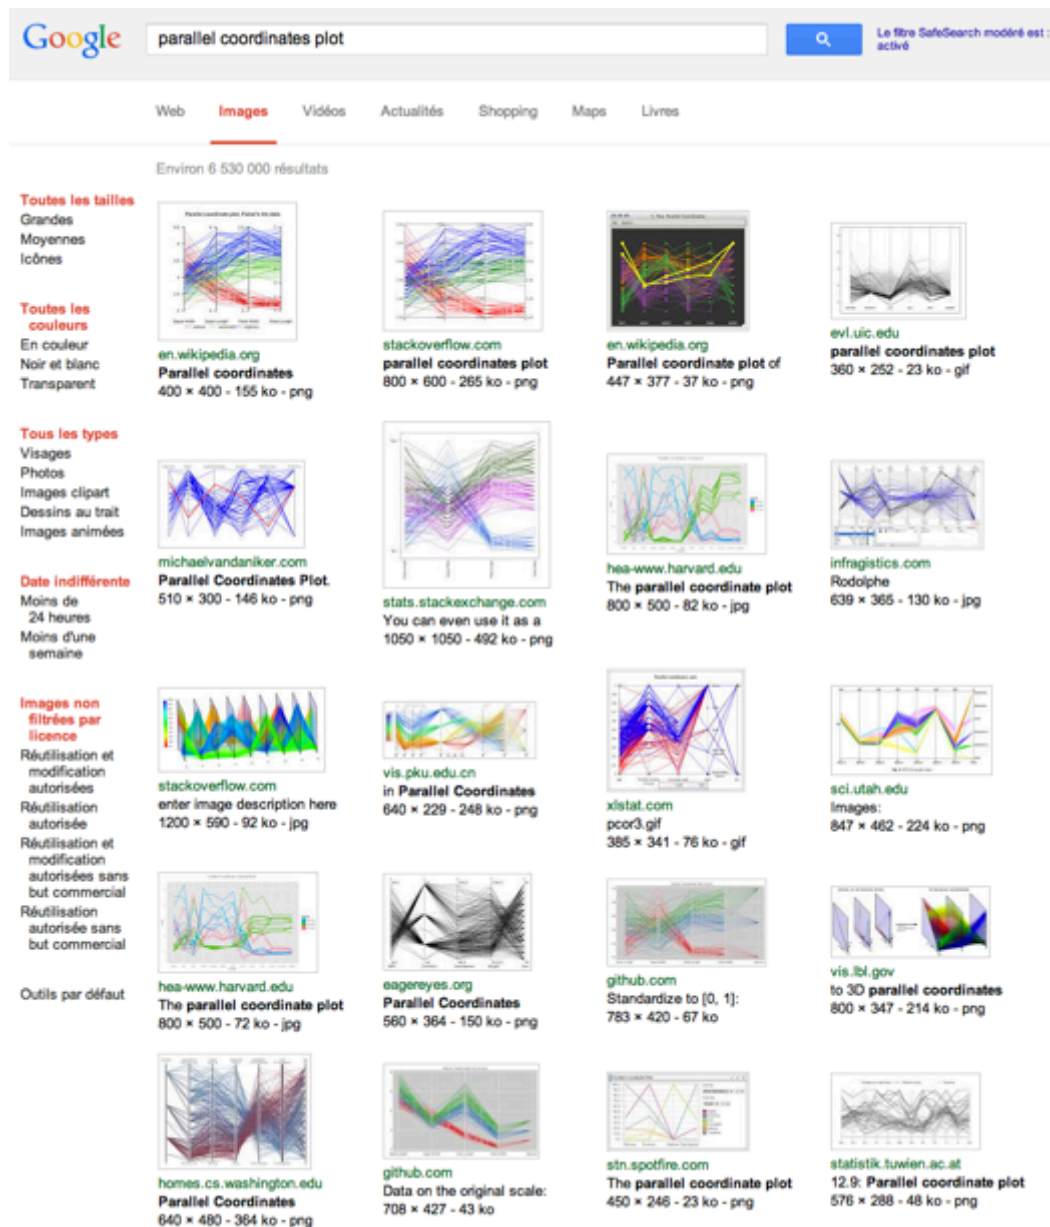 Google
parallel coordinates plot
Le filtre SafeSearch modéré est :
activé
Web Images Vidéos Actualités Shopping Maps Livres
Environ 6 530 000 résultats
Toutes les tailles
Grandes
Moyennes
Icônes
Toutes les
couleurs
En couleur
Noir et blanc
Transparent
Tous les types
Visages
Photos
Images clipart
Dessins au trait
Images animées
Date indifférente
Moins de
24 heures
Moins d'une
semaine
Images non
filtrées par
licence
Réutilisation et
modification
autorisées
Réutilisation
autorisée
Réutilisation et
modification
autorisées sans
but commercial
Réutilisation
autorisée sans
but commercial
Outils par défaut
en.wikipedia.org
Parallel coordinates
400 × 400 - 155 ko - png
stackoverflow.com
parallel coordinates plot
800 × 600 - 265 ko - png
en.wikipedia.org
Parallel coordinate plot of
447 × 377 - 37 ko - png
evl.uic.edu
parallel coordinates plot
360 × 252 - 23 ko - gif
michaelvandaniker.com
Parallel Coordinates Plot.
510 × 300 - 146 ko - png
stats.stackexchange.com
You can even use it as a
1050 × 1050 - 492 ko - png
hea-www.harvard.edu
The parallel coordinate plot
800 × 500 - 82 ko - jpg
infragistics.com
Rodolphe
639 × 365 - 130 ko - jpg
stackoverflow.com
enter image description here
1200 × 590 - 92 ko - jpg
vis.pku.edu.cn
in Parallel Coordinates
640 × 229 - 248 ko - png
xlstat.com
pcor3.gif
385 × 341 - 76 ko - gif
sci.utah.edu
Images:
847 × 462 - 224 ko - png
hea-www.harvard.edu
The parallel coordinate plot
800 × 500 - 72 ko - jpg
eagereyes.org
Parallel Coordinates
560 × 364 - 150 ko - png
github.com
Standardize to [0, 1]:
783 × 420 - 67 ko
vis.lbl.gov
to 3D parallel coordinates
800 × 347 - 214 ko - png
homes.cs.washington.edu
Parallel Coordinates
640 × 480 - 364 ko - png
github.com
Data on the original scale:
708 × 427 - 43 ko
stn.spotfire.com
The parallel coordinate plot
450 × 246 - 23 ko - png
statistik.tuwien.ac.at
12.9: Parallel coordinate plot
576 × 288 - 48 ko - png